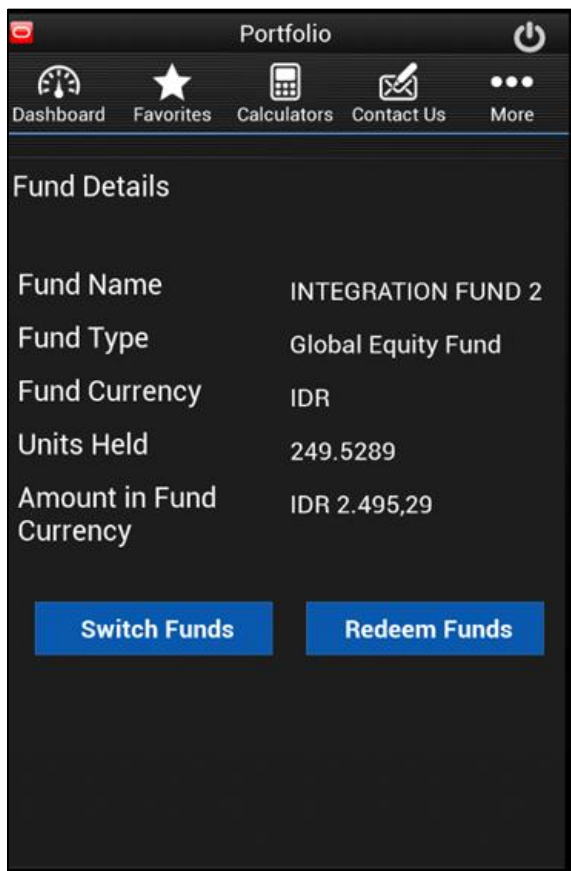 Portfolio
Dashboard Favorites Calculators Contact Us More
Fund Details
Fund Name INTEGRATION FUND 2
Fund Type Global Equity Fund
Fund Currency IDR
Units Held 249.5289
Amount in Fund IDR 2.495,29
Currency
Switch Funds Redeem Funds